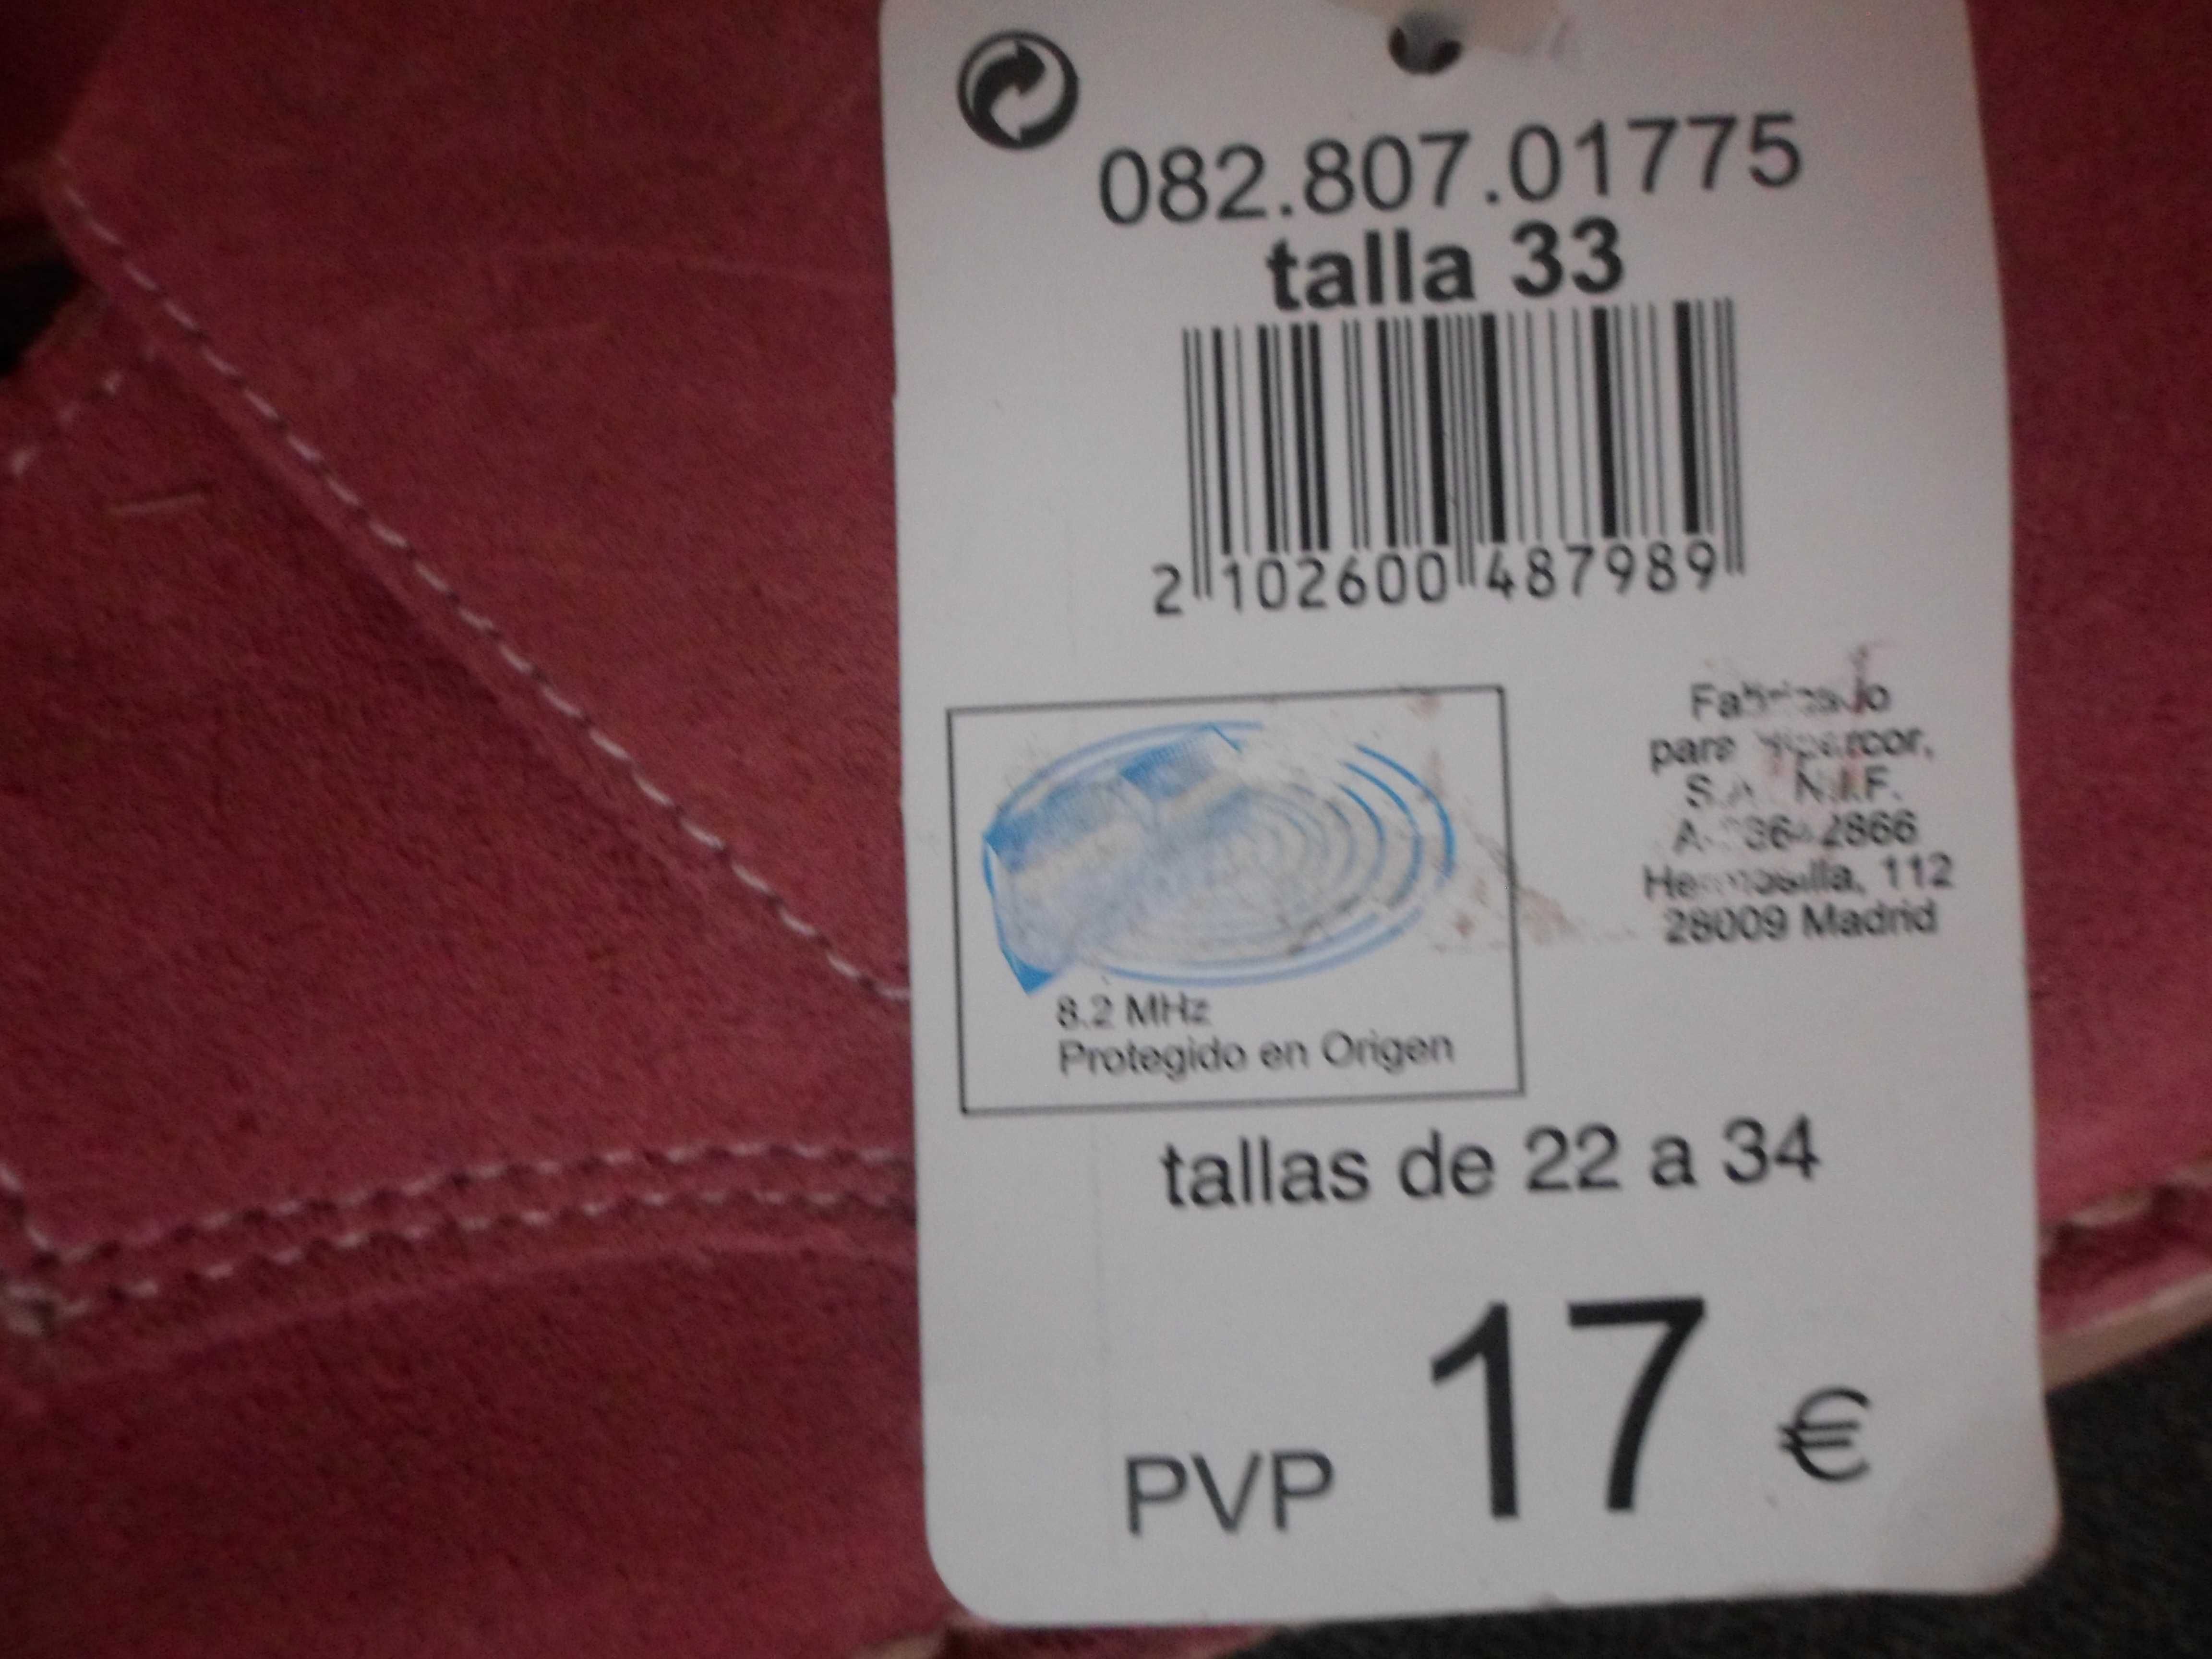 082.807.01775
talla 33
2 102600 487989
para
S.A. N.I.F.
112
28009 Madrid
8.2 MHz
Protegido en Origen
tallas de 22 a 34
PVP 17 €